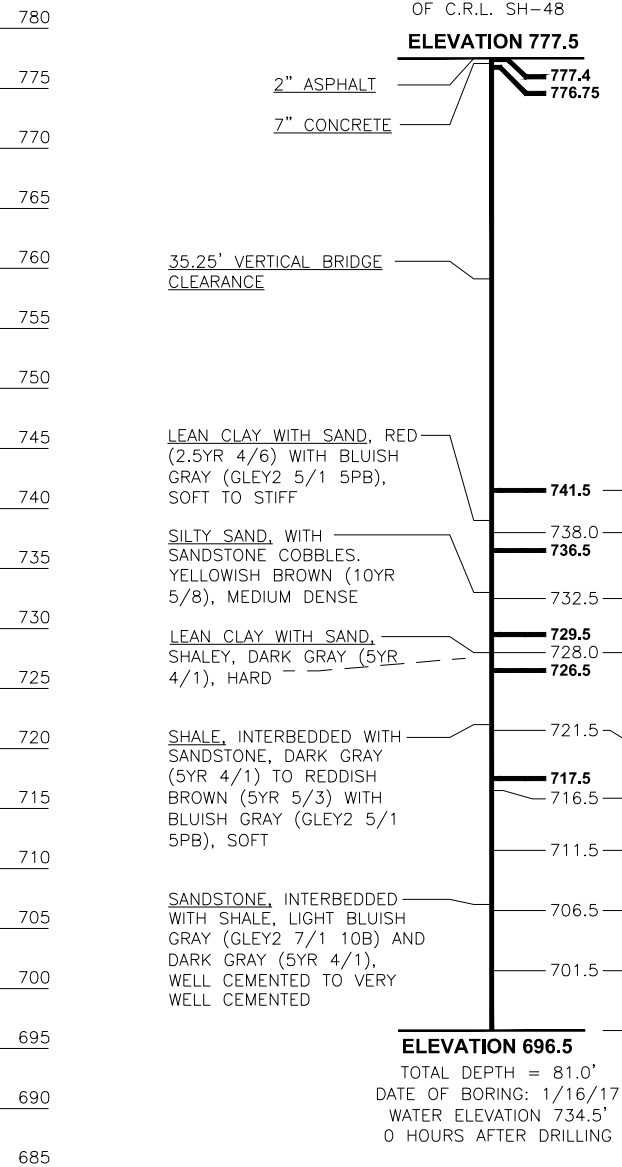 OF C.R.L. SH-48
ELEVATION 777.5
780
775
770
765
760
755
750
745
740
735
730
725
720
715
710
705
700
695
690
685
2" ASPHALT
7" CONCRETE
777.4
776.75
35.25' VERTICAL BRIDGE
CLEARANCE
LEAN CLAY WITH SAND, RED
(2.5YR 4/6) WITH BLUISH
GRAY (GLEY2 5/1 5PB),
SOFT TO STIFF
741.5
738.0
736.5
SILTY SAND, WITH
SANDSTONE COBBLES.
YELLOWISH BROWN (10YR
5/8), MEDIUM DENSE
732.5
729.5
728.0
726.5
LEAN CLAY WITH SAND,
SHALEY, DARK GRAY (5YR
4/1), HARD
SHALE, INTERBEDDED WITH
SANDSTONE, DARK GRAY
(5YR 4/1) TO REDDISH
BROWN (5YR 5/3) WITH
BLUISH GRAY (GLEY2 5/1
5PB), SOFT
721.5
717.5
716.5
711.5
SANDSTONE, INTERBEDDED
WITH SHALE, LIGHT BLUISH
GRAY (GLEY2 7/1 10B) AND
DARK GRAY (5YR 4/1),
WELL CEMENTED TO VERY
WELL CEMENTED
706.5
701.5
ELEVATION 696.5
TOTAL DEPTH = 81.0'
DATE OF BORING: 1/16/17
WATER ELEVATION 734.5'
0 HOURS AFTER DRILLING